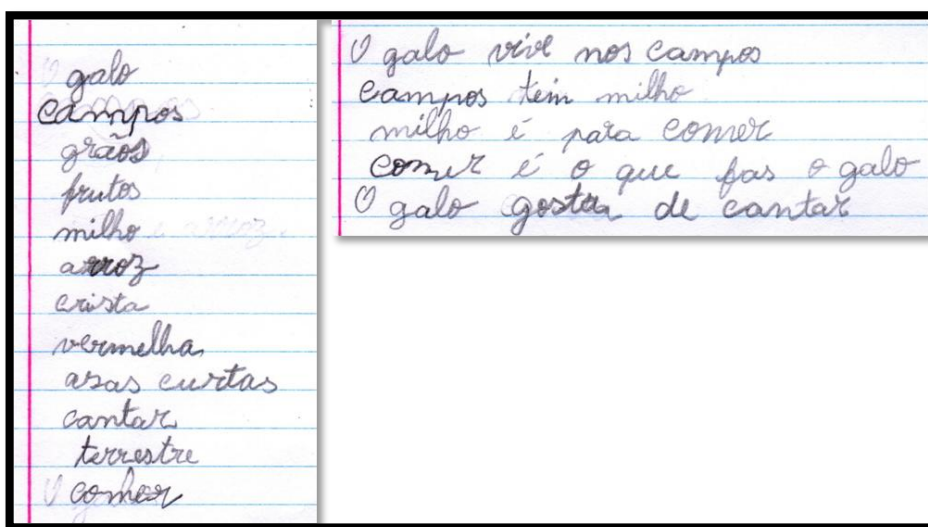 O galo
campos
grãos
frutos
milho
arroz
crista
vermelha
asas curtas
cantar
terrestre
comer
O galo vive nos campos
campos tem milho
milho é para comer
comer é o que fas o galo
O galo gosta de cantar